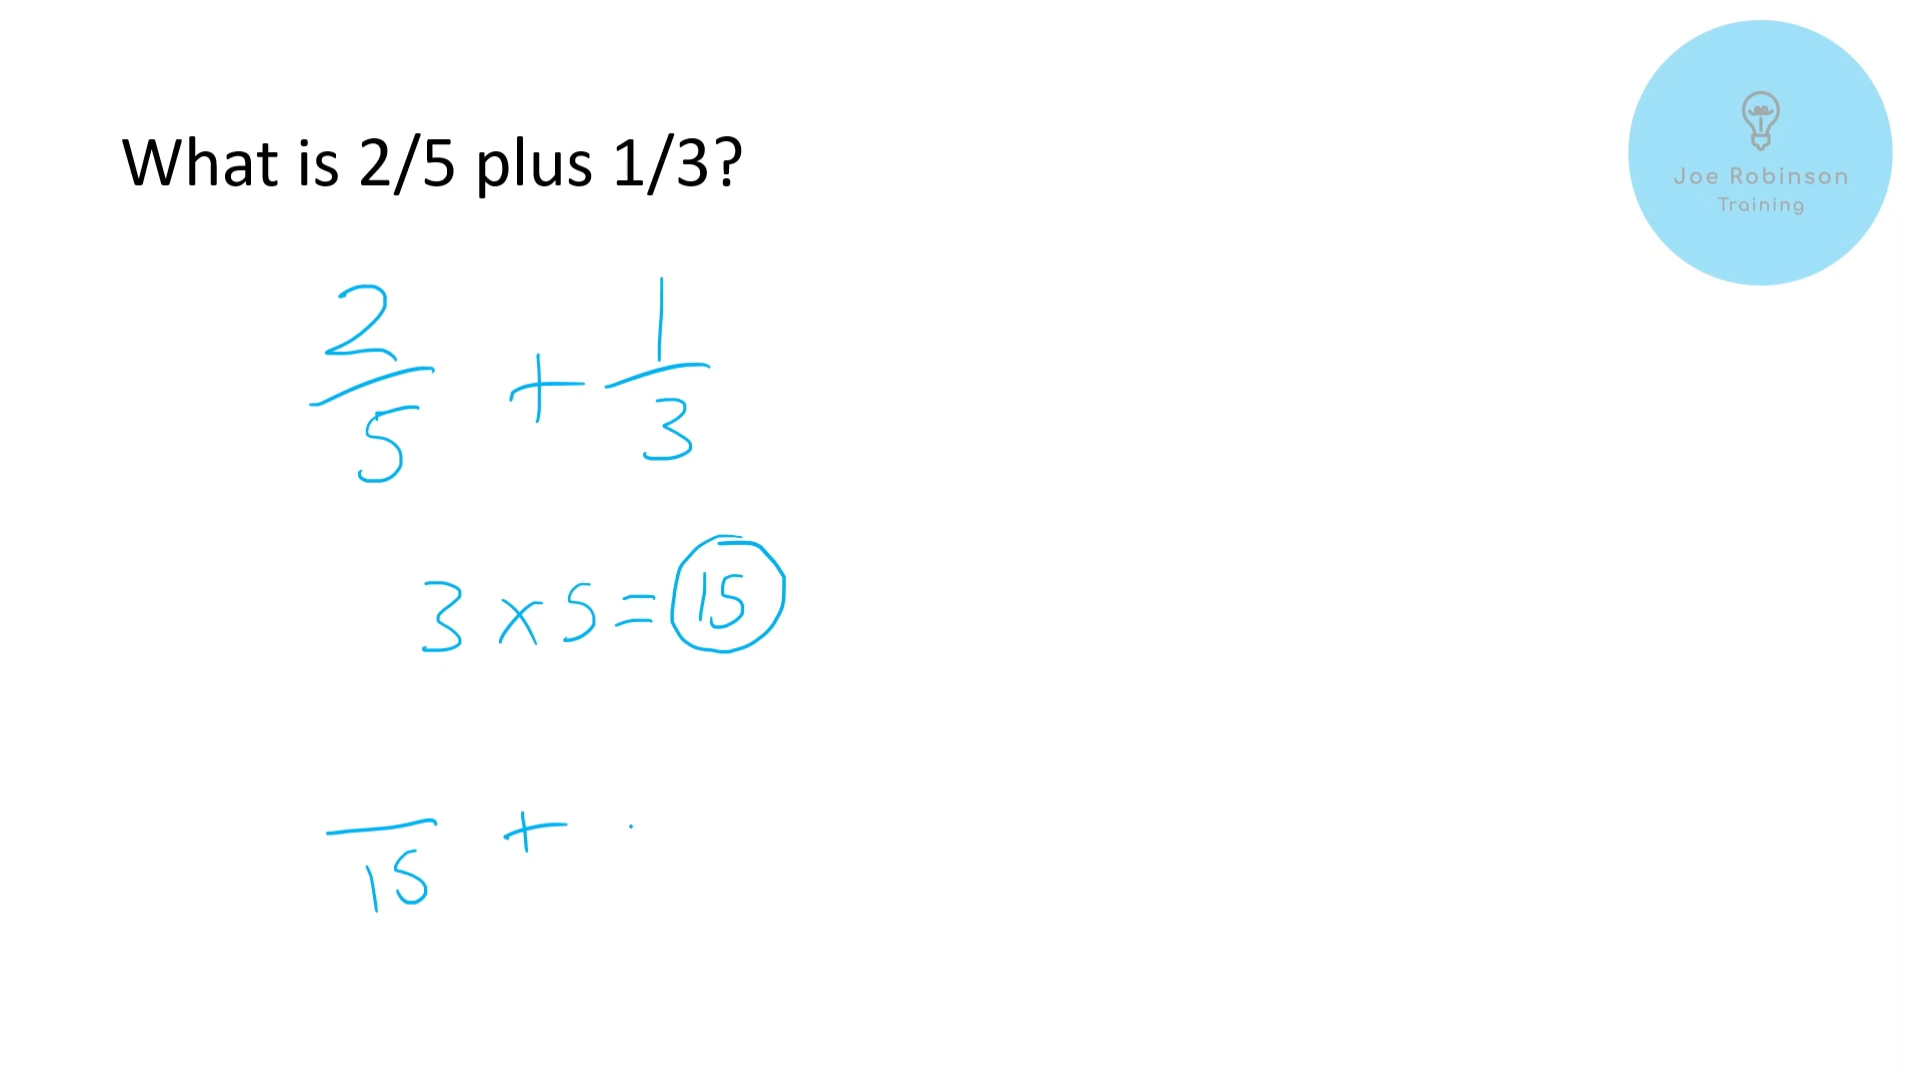 What is 2/5 plus 1/3?
Joe Robinson
Training
2/5 + 1/3
3 x 5 = 15
/15 +